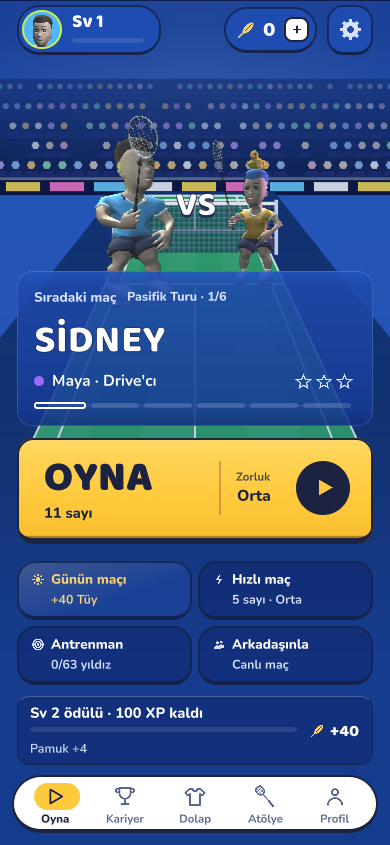 Sv 1
0 +
VS
Sıradaki maç Pasifik Turu · 1/6
SİDNEY
Maya · Drive'cı
OYNA
11 sayı
Zorluk
Orta
Günün maçı
+40 Tüy
Hızlı maç
5 sayı · Orta
Antrenman
0/63 yıldız
Arkadaşınla
Canlı maç
Sv 2 ödülü · 100 XP kaldı
+40
Pamuk +4
Oyna
Kariyer
Dolap
Atölye
Profil